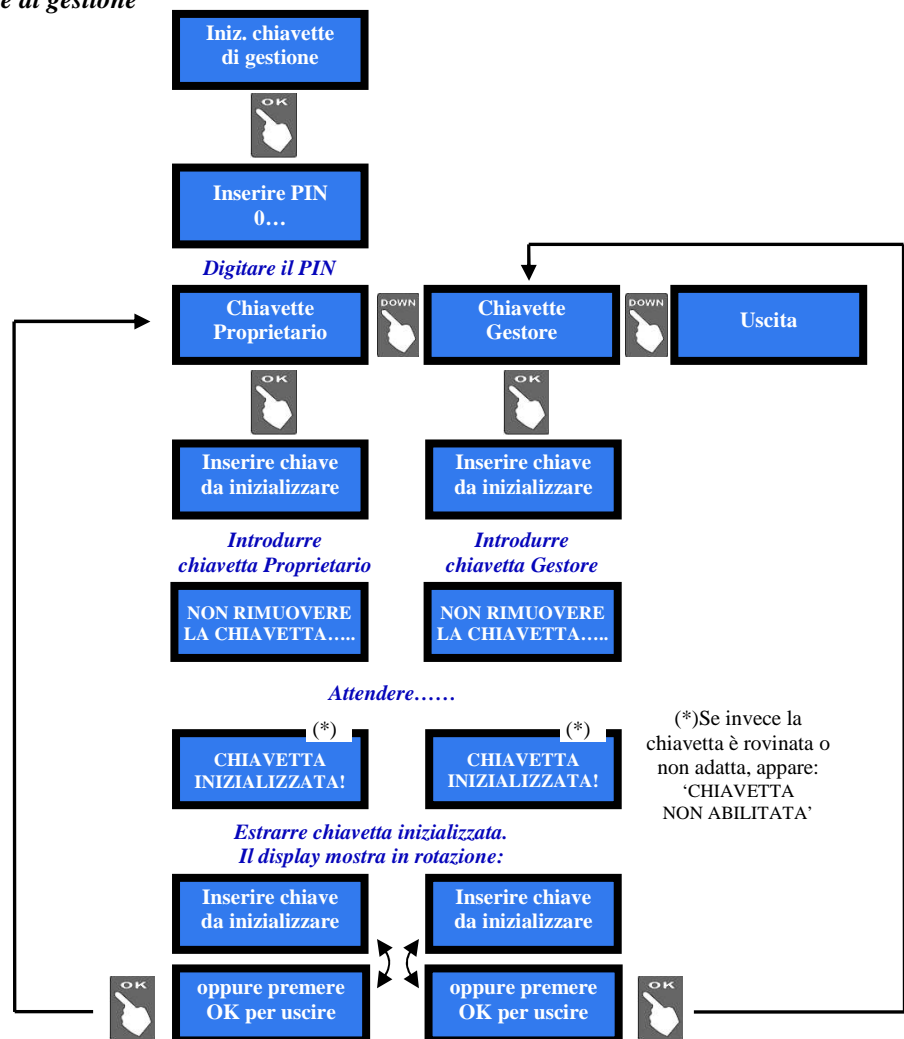 e di gestione
Iniz. chiavette
di gestione
OK
Inserire PIN
0…
Digitare il PIN
Chiavette
Proprietario
DOWN
Chiavette
Gestore
DOWN
Uscita
OK
OK
Inserire chiave
da inizializzare
Inserire chiave
da inizializzare
Introdurre
chiavetta Proprietario
Introdurre
chiavetta Gestore
NON RIMUOVERE
LA CHIAVETTA…..
NON RIMUOVERE
LA CHIAVETTA…..
Attendere……
(*)
CHIAVETTA
INIZIALIZZATA!
(*)
CHIAVETTA
INIZIALIZZATA!
(*)Se invece la
chiavetta è rovinata o
non adatta, appare:
‘CHIAVETTA
NON ABILITATA’
Estrarre chiavetta inizializzata.
Il display mostra in rotazione:
Inserire chiave
da inizializzare
Inserire chiave
da inizializzare
OK
oppure premere
OK per uscire
oppure premere
OK per uscire
OK